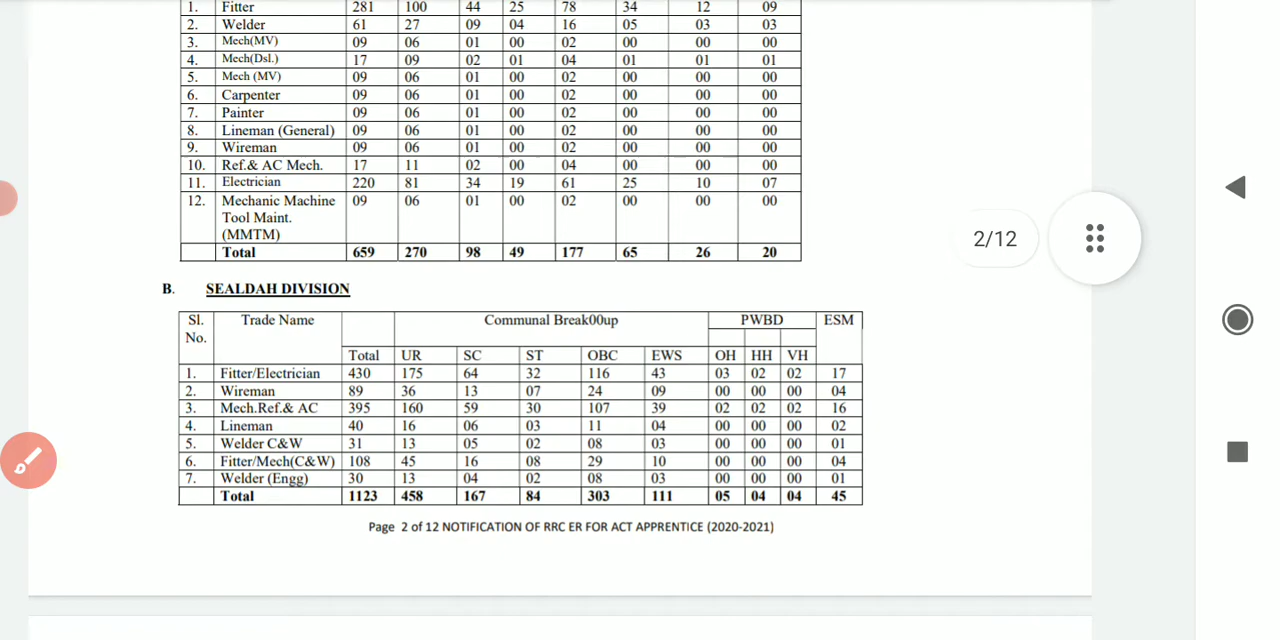 1. Fitter 281 100 44 25 78 34 12 09
2. Welder 61 27 09 04 16 05 03 03
3. Mech(MV) 09 06 01 00 02 00 00 00
4. Mech(Dsl.) 17 09 02 01 04 01 01 01
5. Mech (MV) 09 06 01 00 02 00 00 00
6. Carpenter 09 06 01 00 02 00 00 00
7. Painter 09 06 01 00 02 00 00 00
8. Lineman (General) 09 06 01 00 02 00 00 00
9. Wireman 09 06 01 00 02 00 00 00
10. Ref.& AC Mech. 17 11 02 00 04 00 00 00
11. Electrician 220 81 34 19 61 25 10 07
12. Mechanic Machine 09 06 01 00 02 00 00 00
Tool Maint.
(MMTM)
Total 659 270 98 49 177 65 26 20
2/12
B. SEALDAH DIVISION
Sl. Trade Name Communal Break00up PWBD ESM
No.
Total UR SC ST OBC EWS OH HH VH
1. Fitter/Electrician 430 175 64 32 116 43 03 02 02 17
2. Wireman 89 36 13 07 24 09 00 00 00 04
3. Mech.Ref.& AC 395 160 59 30 107 39 02 02 02 16
4. Lineman 40 16 06 03 11 04 00 00 00 02
5. Welder C&W 31 13 05 02 08 03 00 00 00 01
6. Fitter/Mech(C&W) 108 45 16 08 29 10 00 00 00 04
7. Welder (Engg) 30 13 04 02 08 03 00 00 00 01
Total 1123 458 167 84 303 111 05 04 04 45
Page 2 of 12 NOTIFICATION OF RRC ER FOR ACT APPRENTICE (2020-2021)